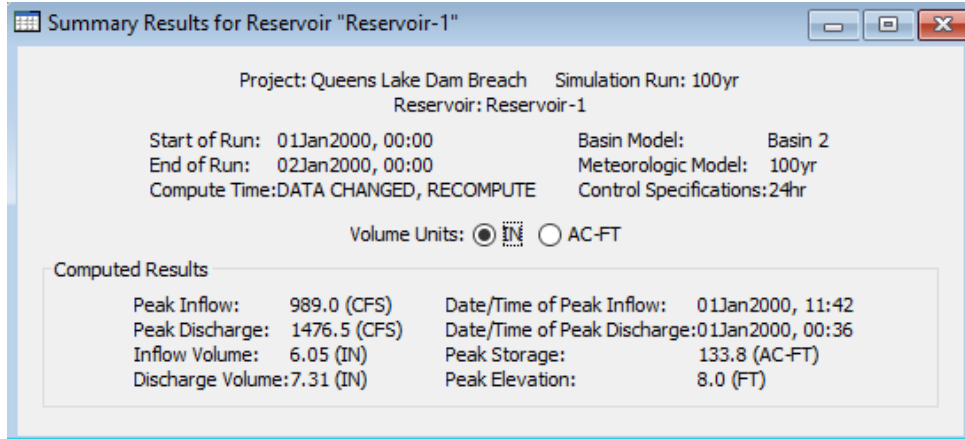 Summary Results for Reservoir "Reservoir-1"
Project: Queens Lake Dam Breach Simulation Run: 100yr
Reservoir: Reservoir-1
Start of Run: 01Jan2000, 00:00 Basin Model: Basin 2
End of Run: 02Jan2000, 00:00 Meteorologic Model: 100yr
Compute Time:DATA CHANGED, RECOMPUTE Control Specifications:24hr
Volume Units: IN AC-FT
Computed Results
Peak Inflow: 989.0 (CFS) Date/Time of Peak Inflow: 01Jan2000, 11:42
Peak Discharge: 1476.5 (CFS) Date/Time of Peak Discharge:01Jan2000, 00:36
Inflow Volume: 6.05 (IN) Peak Storage: 133.8 (AC-FT)
Discharge Volume:7.31 (IN) Peak Elevation: 8.0 (FT)